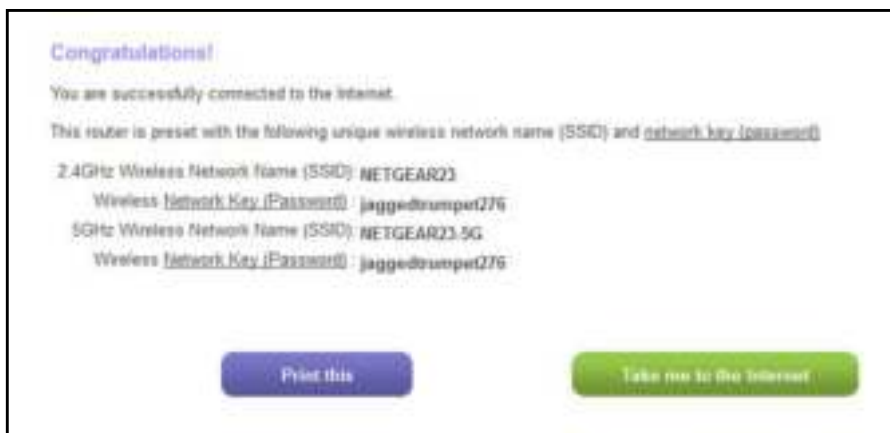 Congratulations!
You are successfully connected to the Internet.
This router is preset with the following unique wireless network name (SSID) and network key (password)
2.4GHz Wireless Network Name (SSID): NETGEAR23
Wireless Network Key (Password) : jaggedtrumpet276
5GHz Wireless Network Name (SSID): NETGEAR23-5G
Wireless Network Key (Password) : jaggedtrumpet276
Print this
Take me to the Internet